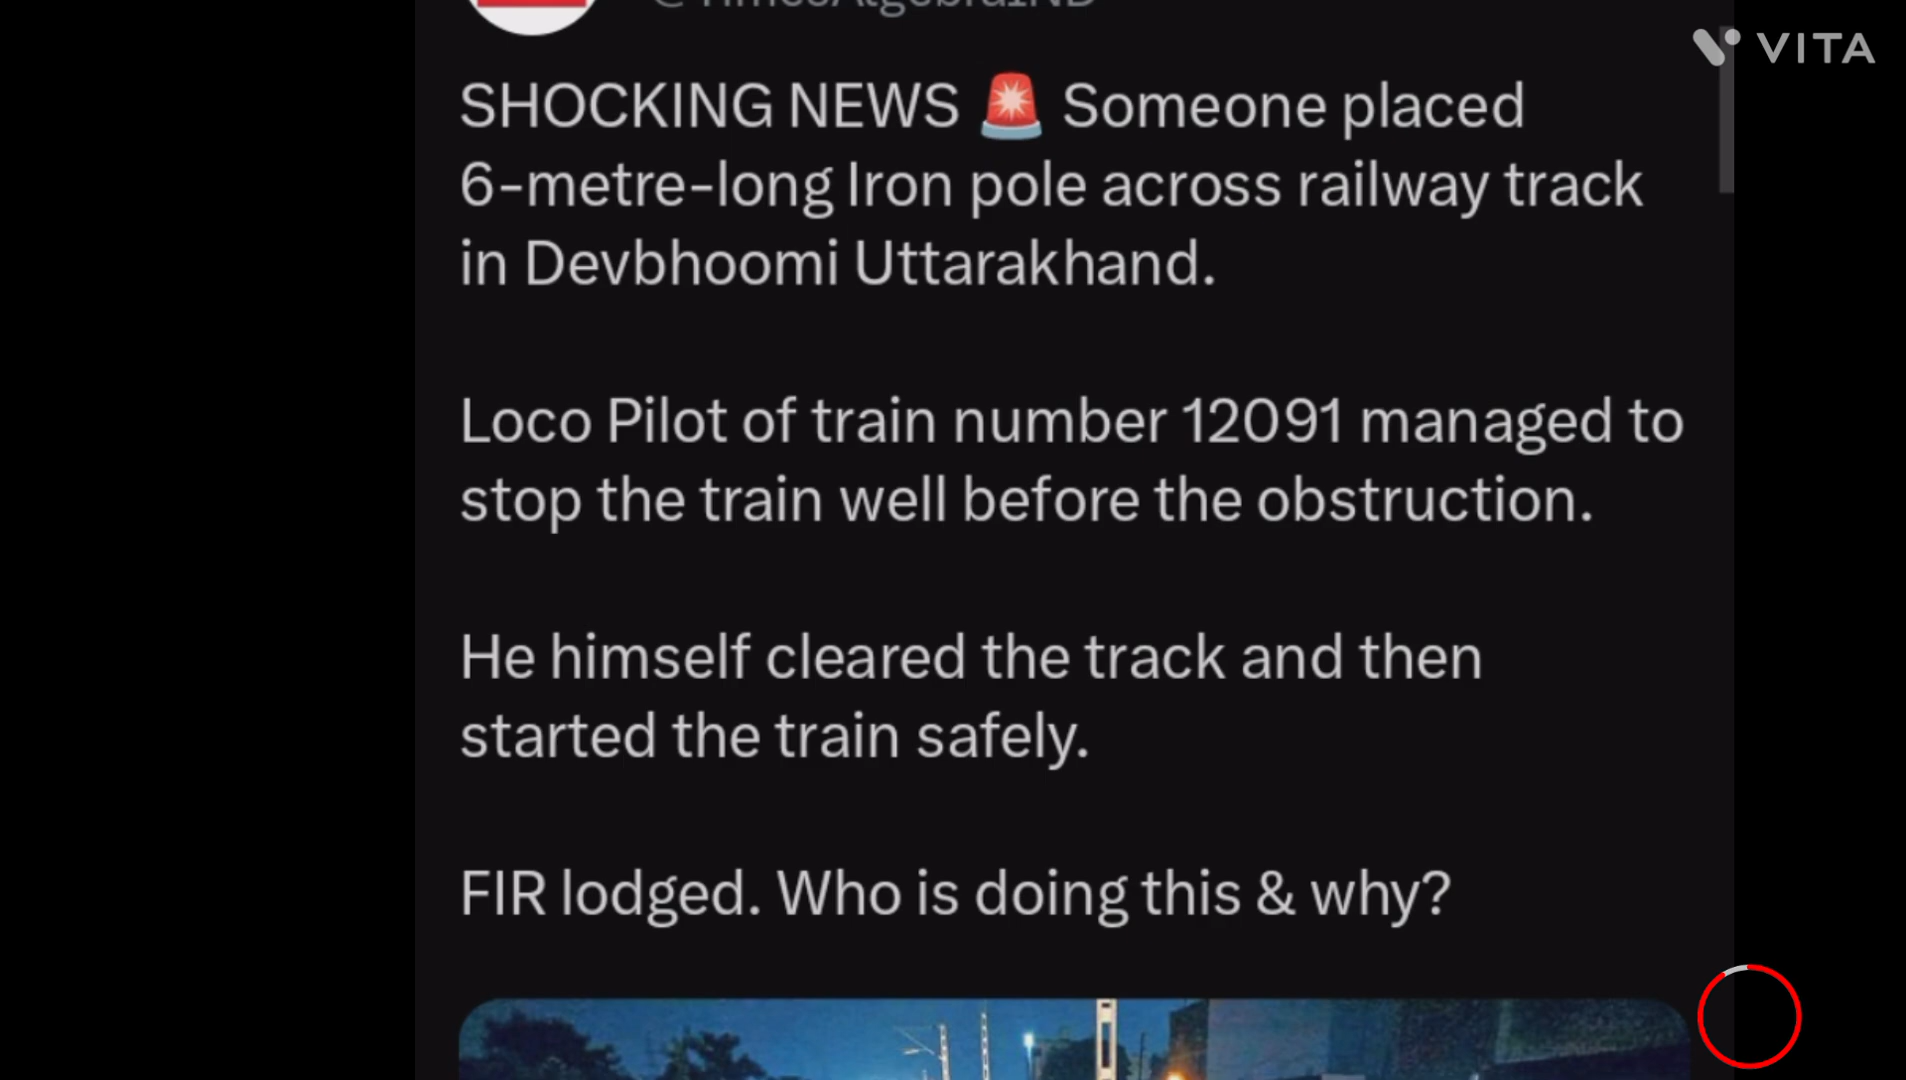 @TimesAlgebraIND
VITA
SHOCKING NEWS 🚨 Someone placed
6-metre-long Iron pole across railway track
in Devbhoomi Uttarakhand.
Loco Pilot of train number 12091 managed to
stop the train well before the obstruction.
He himself cleared the track and then
started the train safely.
FIR lodged. Who is doing this & why?